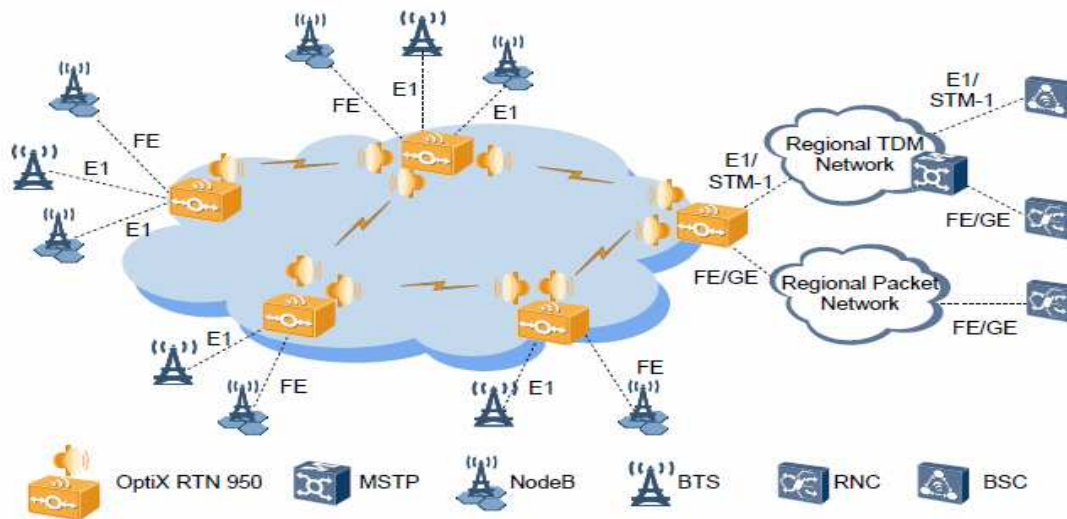 FE
E1
E1
FE
E1
E1
E1/
STM-1
Regional TDM
Network
E1/
STM-1
FE/GE
FE/GE
Regional Packet
Network
FE/GE
E1
FE
E1
FE
OptiX RTN 950
MSTP
NodeB
BTS
RNC
BSC